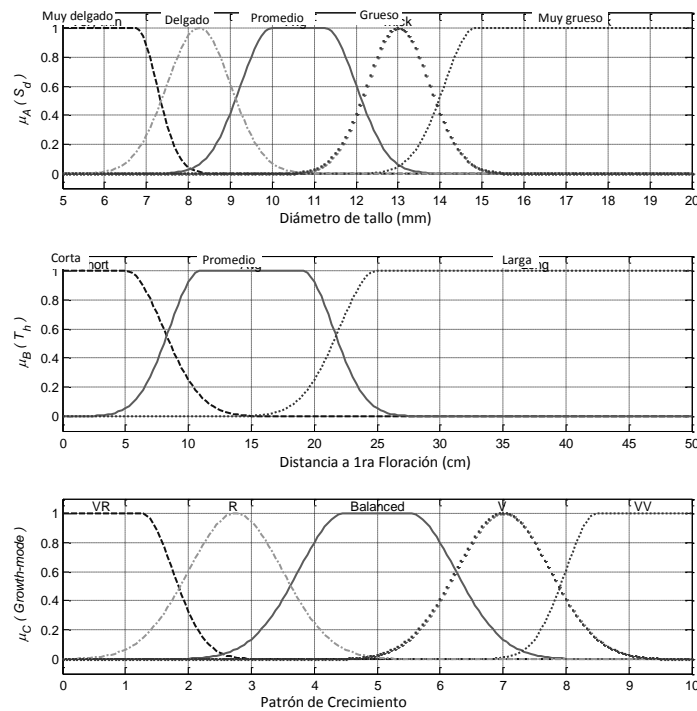 Muy delgado Delgado Promedio Grueso Muy grueso
1
0.8
0.6
0.4
0.2
0
μA ( Sd )
5 6 7 8 9 10 11 12 13 14 15 16 17 18 19 20
Diámetro de tallo (mm)
Corta Promedio Larga
1
0.8
0.6
0.4
0.2
0
μB ( Th )
0 5 10 15 20 25 30 35 40 45 50
Distancia a 1ra Floración (cm)
VR R Balanced V VV
1
0.8
0.6
0.4
0.2
0
μC ( Growth-mode )
0 1 2 3 4 5 6 7 8 9 10
Patrón de Crecimiento